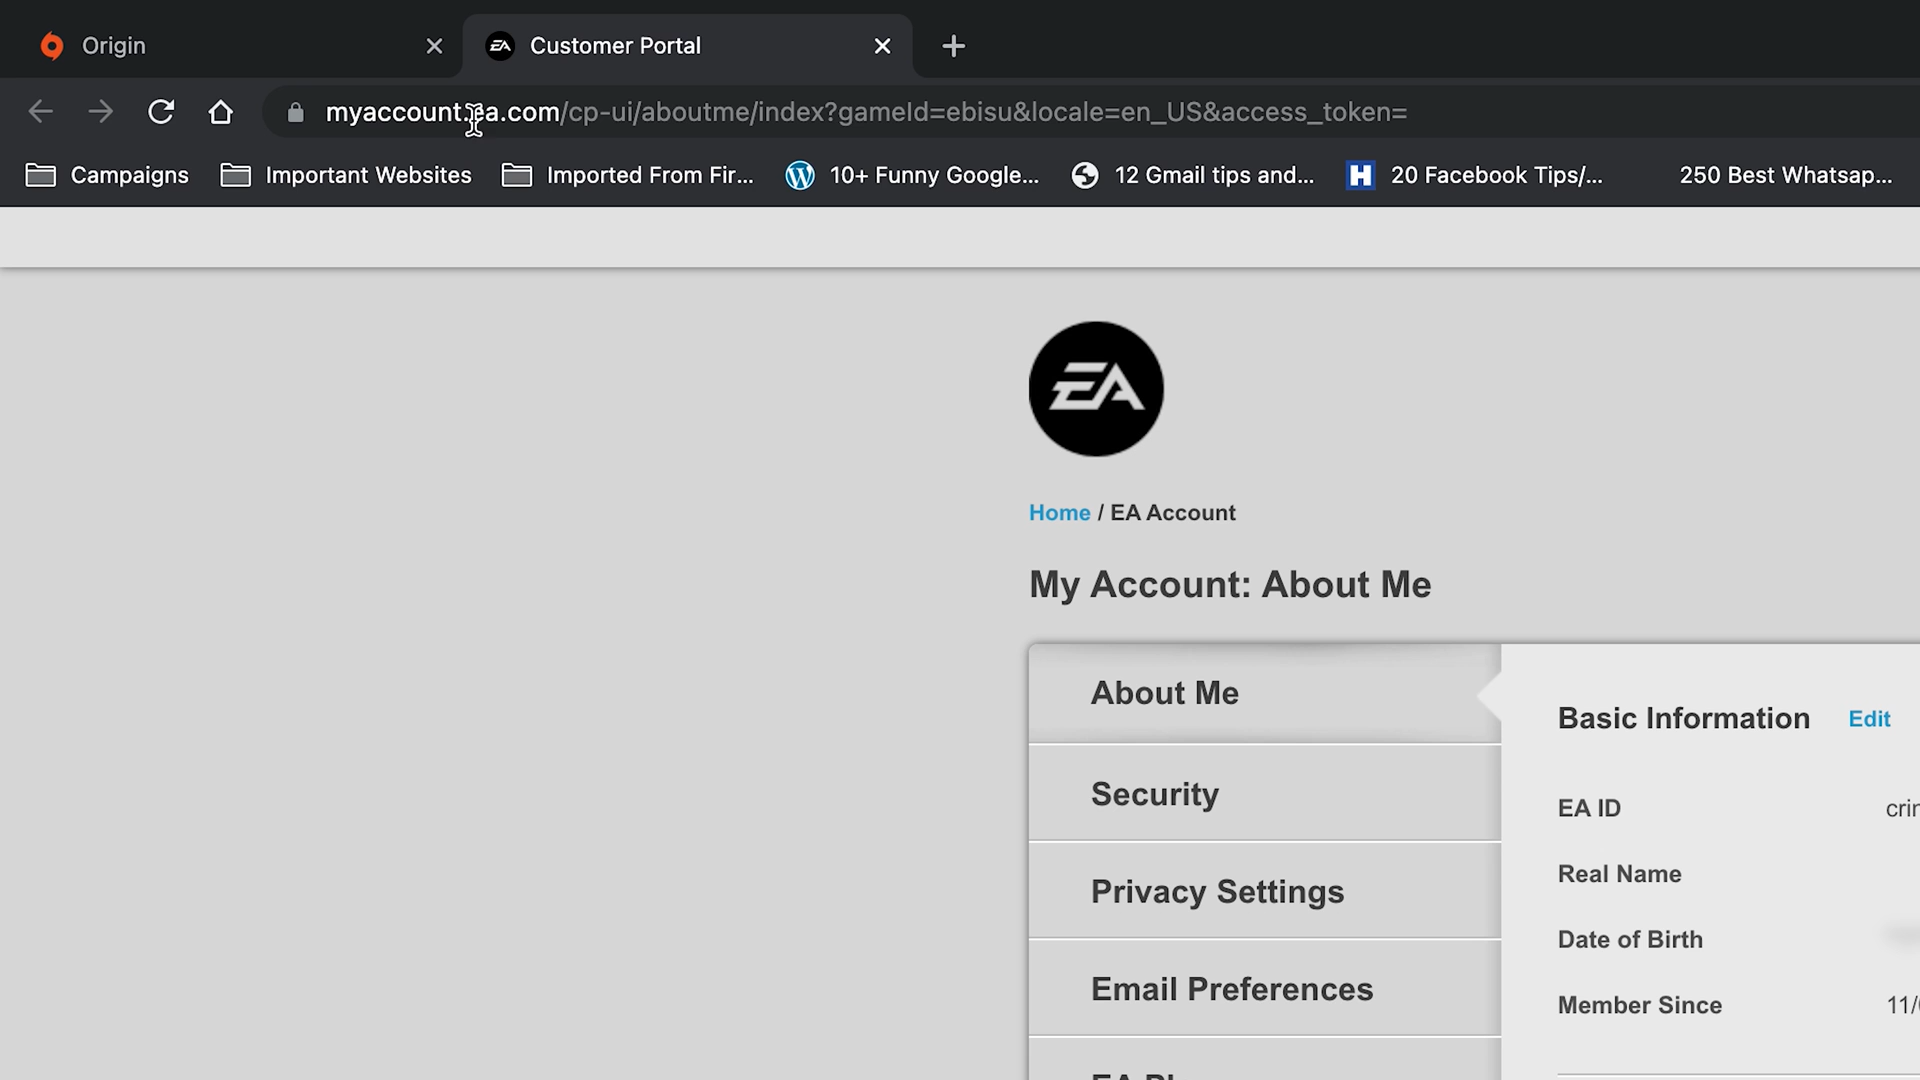 Origin
Customer Portal
myaccount.ea.com/cp-ui/aboutme/index?gameId=ebisu&locale=en_US&access_token=
Campaigns
Important Websites
Imported From Fir...
10+ Funny Google...
12 Gmail tips and...
H 20 Facebook Tips/...
250 Best Whatsap...
EA
Home / EA Account
My Account: About Me
About Me
Security
Privacy Settings
Email Preferences
Basic Information Edit
EA ID
Real Name
Date of Birth
Member Since 11/